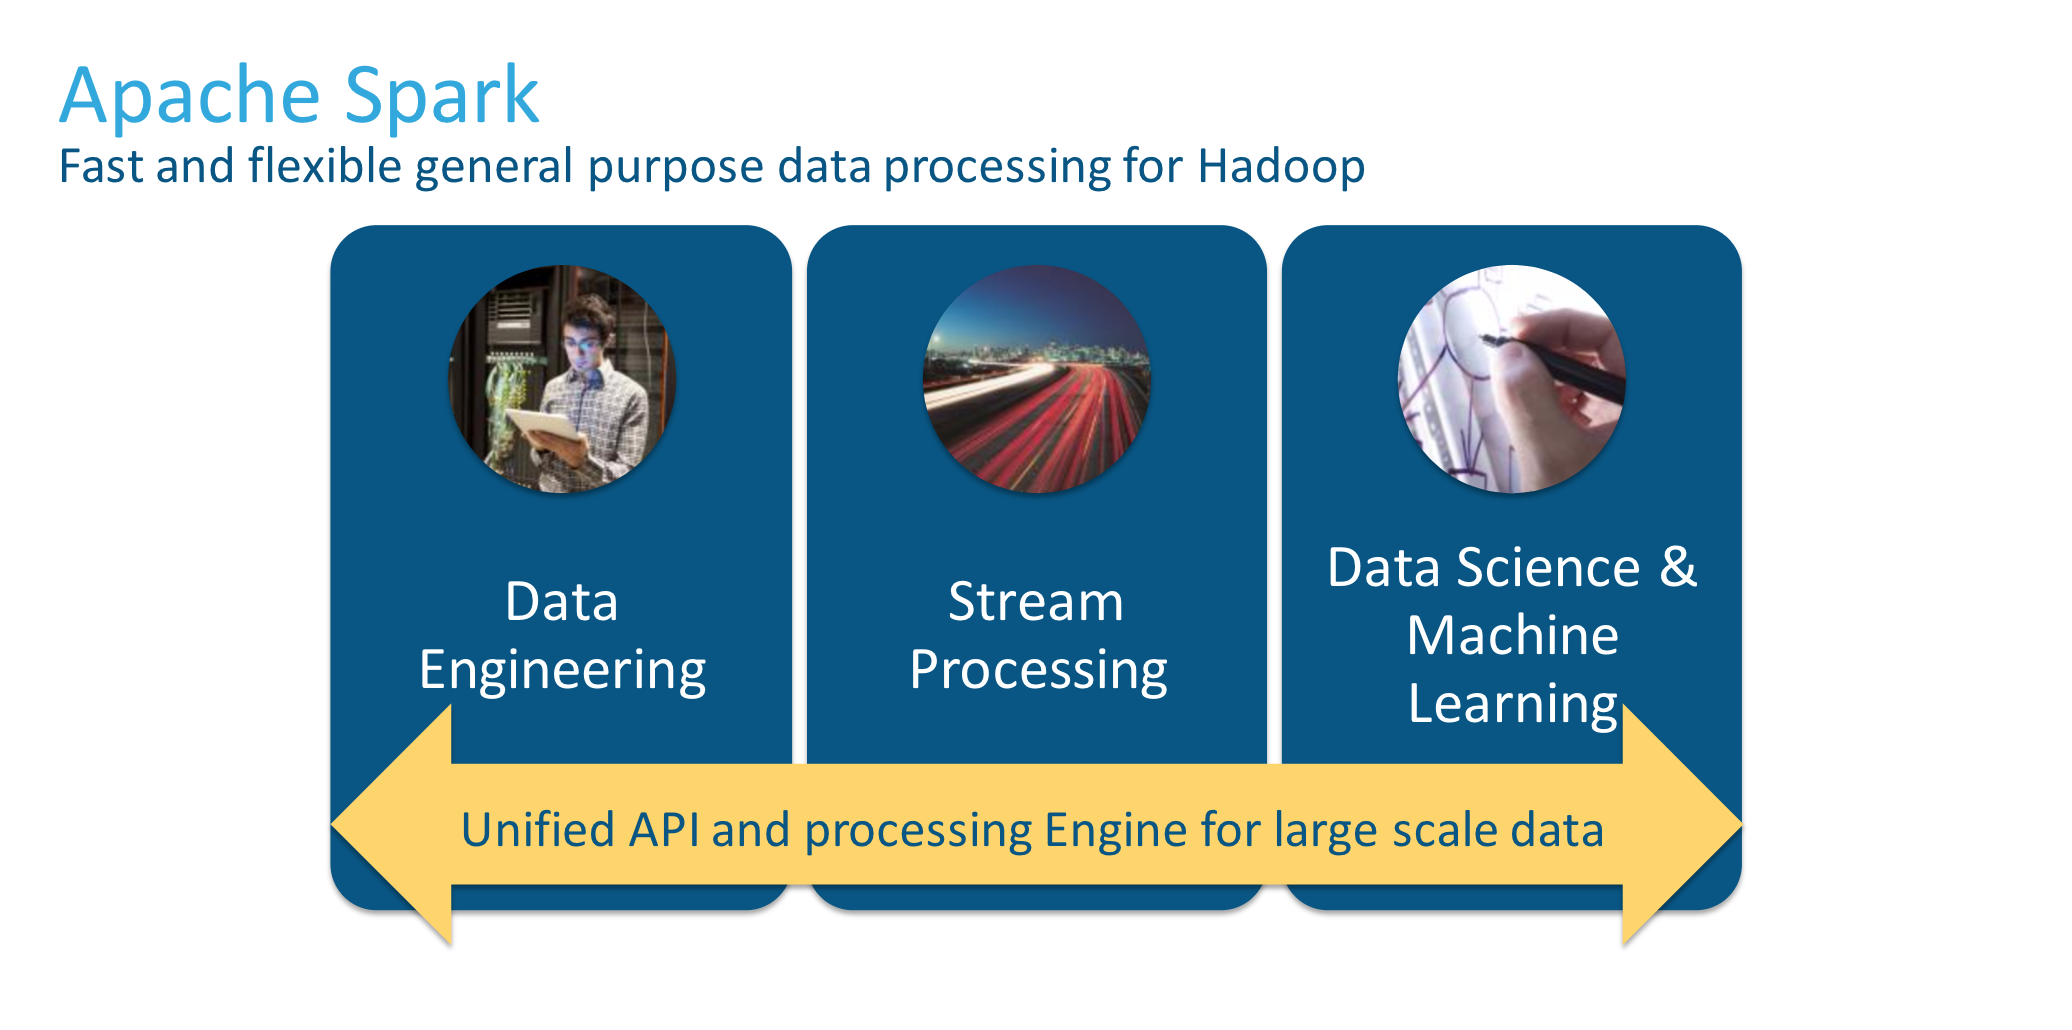 Apache Spark
Fast and flexible general purpose data processing for Hadoop
Data
Engineering
Stream
Processing
Data Science &
Machine
Learning
Unified API and processing Engine for large scale data